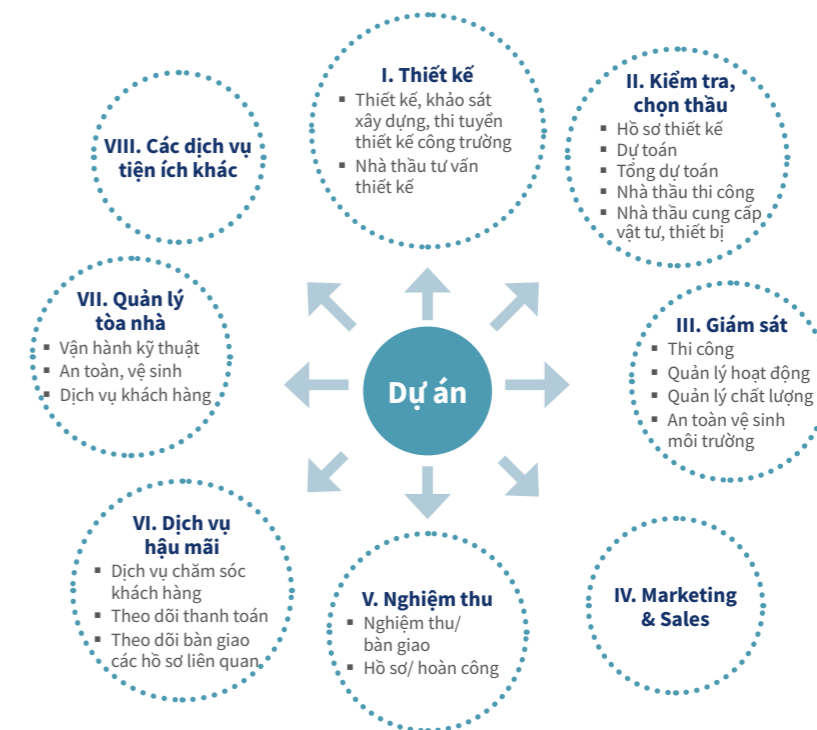 I. Thiết kế
▪ Thiết kế, khảo sát
xây dựng, thi tuyển
thiết kế công trường
▪ Nhà thầu tư vấn
thiết kế
II. Kiểm tra,
chọn thầu
▪ Hồ sơ thiết kế
▪ Dự toán
▪ Tổng dự toán
▪ Nhà thầu thi công
▪ Nhà thầu cung cấp
vật tư, thiết bị
III. Giám sát
▪ Thi công
▪ Quản lý hoạt động
▪ Quản lý chất lượng
▪ An toàn vệ sinh
môi trường
IV. Marketing
& Sales
V. Nghiệm thu
▪ Nghiệm thu/
bàn giao
▪ Hồ sơ/ hoàn công
VI. Dịch vụ
hậu mãi
▪ Dịch vụ chăm sóc
khách hàng
▪ Theo dõi thanh toán
▪ Theo dõi bàn giao
các hồ sơ liên quan
VII. Quản lý
tòa nhà
▪ Vận hành kỹ thuật
▪ An toàn, vệ sinh
▪ Dịch vụ khách hàng
VIII. Các dịch vụ
tiện ích khác
Dự án